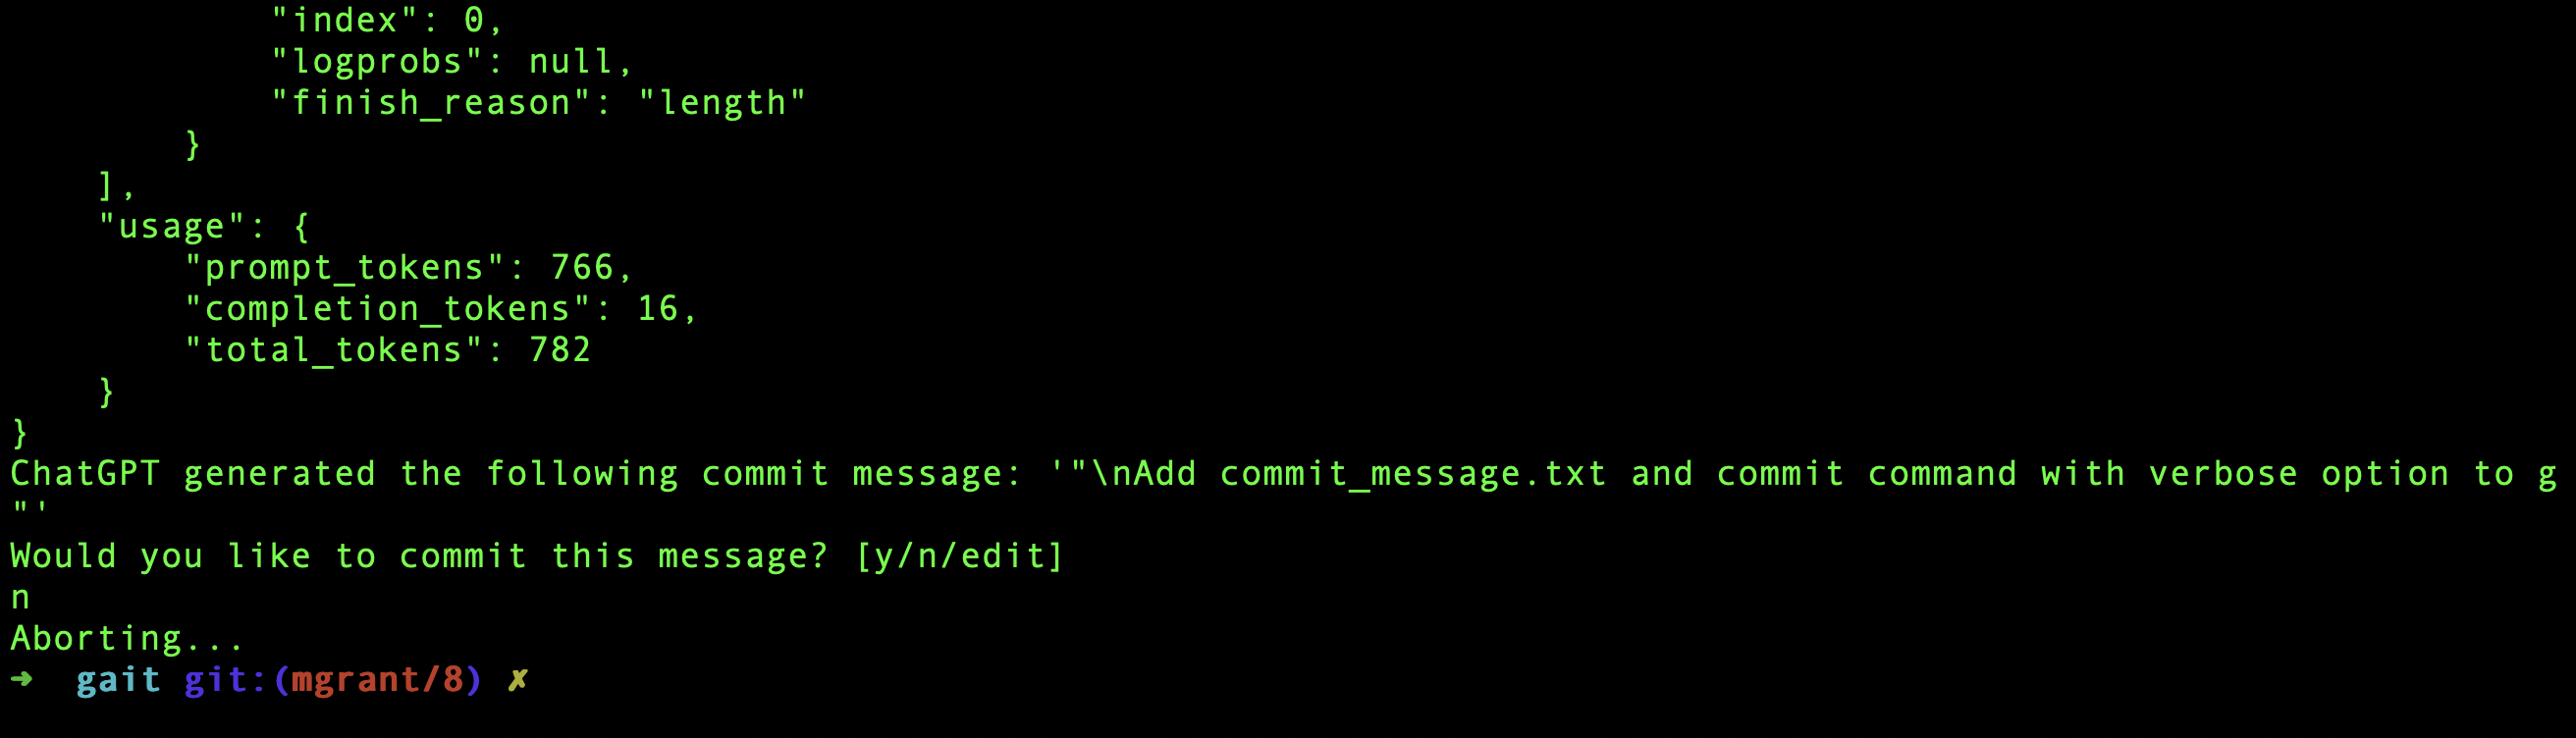 "index": 0,
"logprobs": null,
"finish_reason": "length"
}
],
"usage": {
"prompt_tokens": 766,
"completion_tokens": 16,
"total_tokens": 782
}
}
ChatGPT generated the following commit message: '"\nAdd commit_message.txt and commit command with verbose option to g
"'
Would you like to commit this message? [y/n/edit]
n
Aborting...
➜ gait git:(mgrant/8) ✗